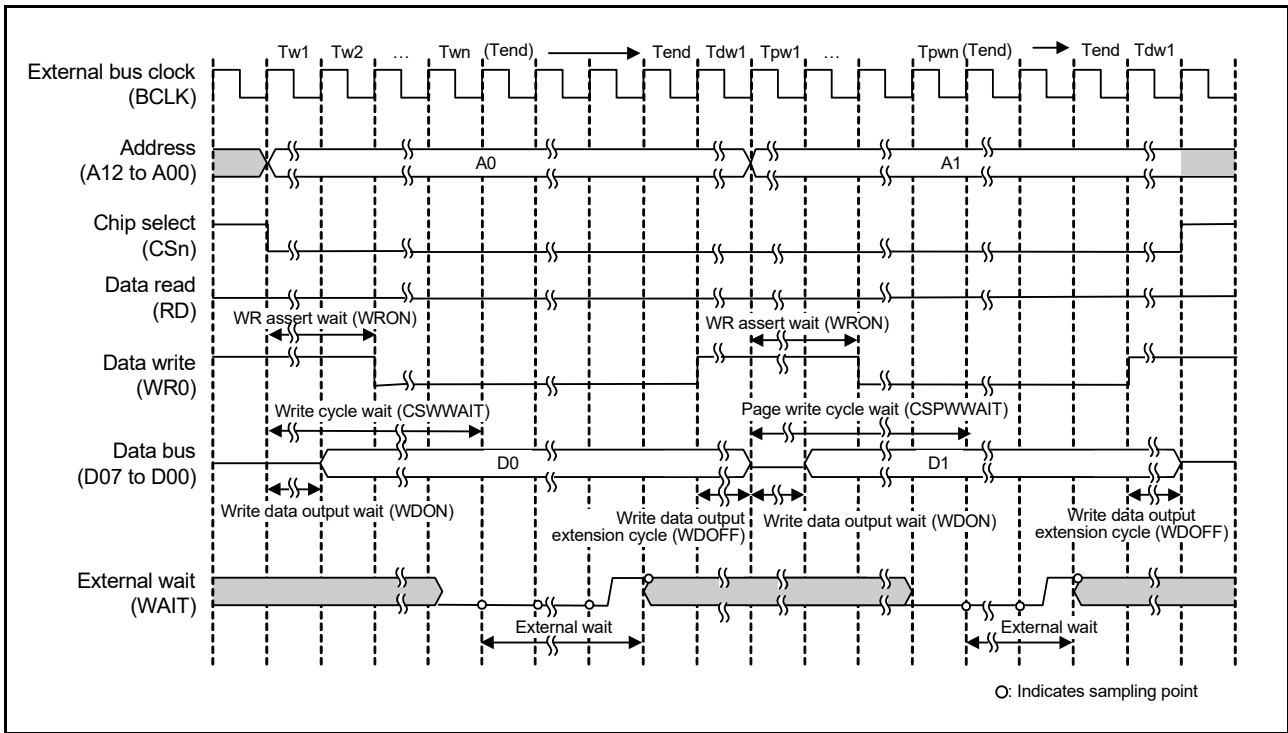 Tw1 Tw2 … Twn (Tend) Tend Tdw1 Tpw1 … Tpwn (Tend) Tend Tdw1
External bus clock
(BCLK)
Address
(A12 to A00)
A0 A1
Chip select
(CSn)
Data read
(RD)
WR assert wait (WRON) WR assert wait (WRON)
Data write
(WR0)
Write cycle wait (CSWWAIT) Page write cycle wait (CSPWWAIT)
Data bus
(D07 to D00)
D0 D1
Write data output wait (WDON) Write data output
extension cycle (WDOFF) Write data output wait (WDON) Write data output
extension cycle (WDOFF)
External wait
(WAIT)
External wait External wait
O: Indicates sampling point